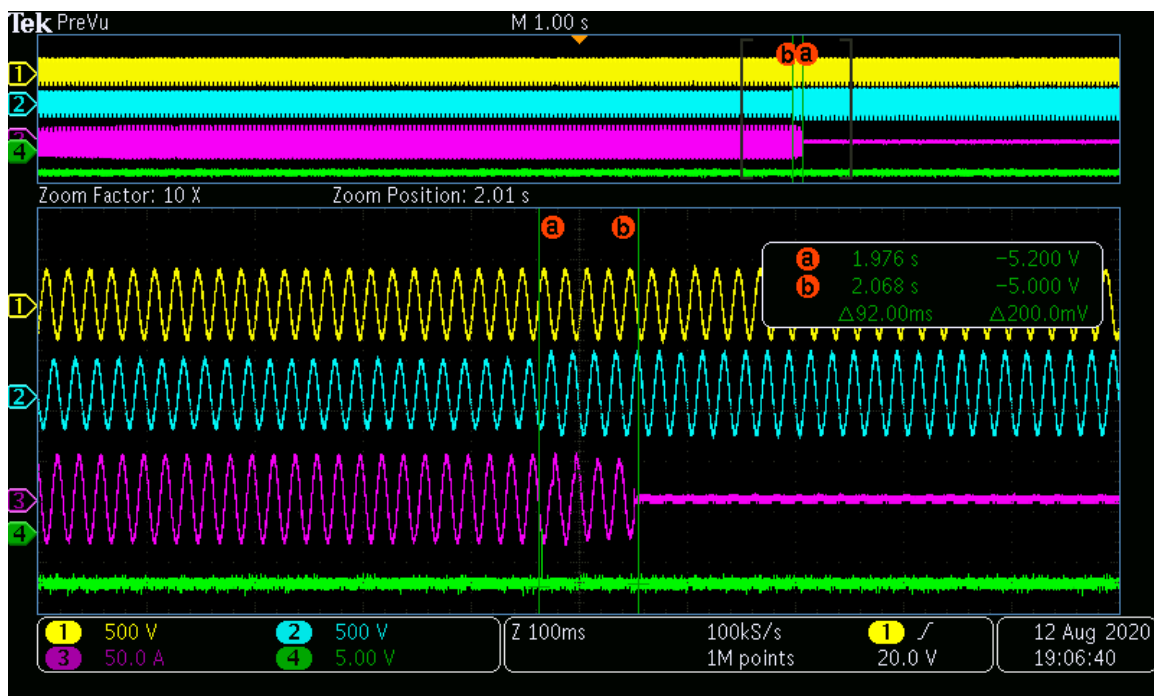 Tek PreVu M 1.00 s
b a
1
2
3
4
Zoom Factor: 10 X Zoom Position: 2.01 s
a b
a 1.976 s −5.200 V
b 2.068 s −5.000 V
△92.00ms △200.0mV
1
2
3
4
1 500 V 2 500 V Z 100ms 100kS/s 1 12 Aug 2020
3 50.0 A 4 5.00 V 1M points 20.0 V 19:06:40